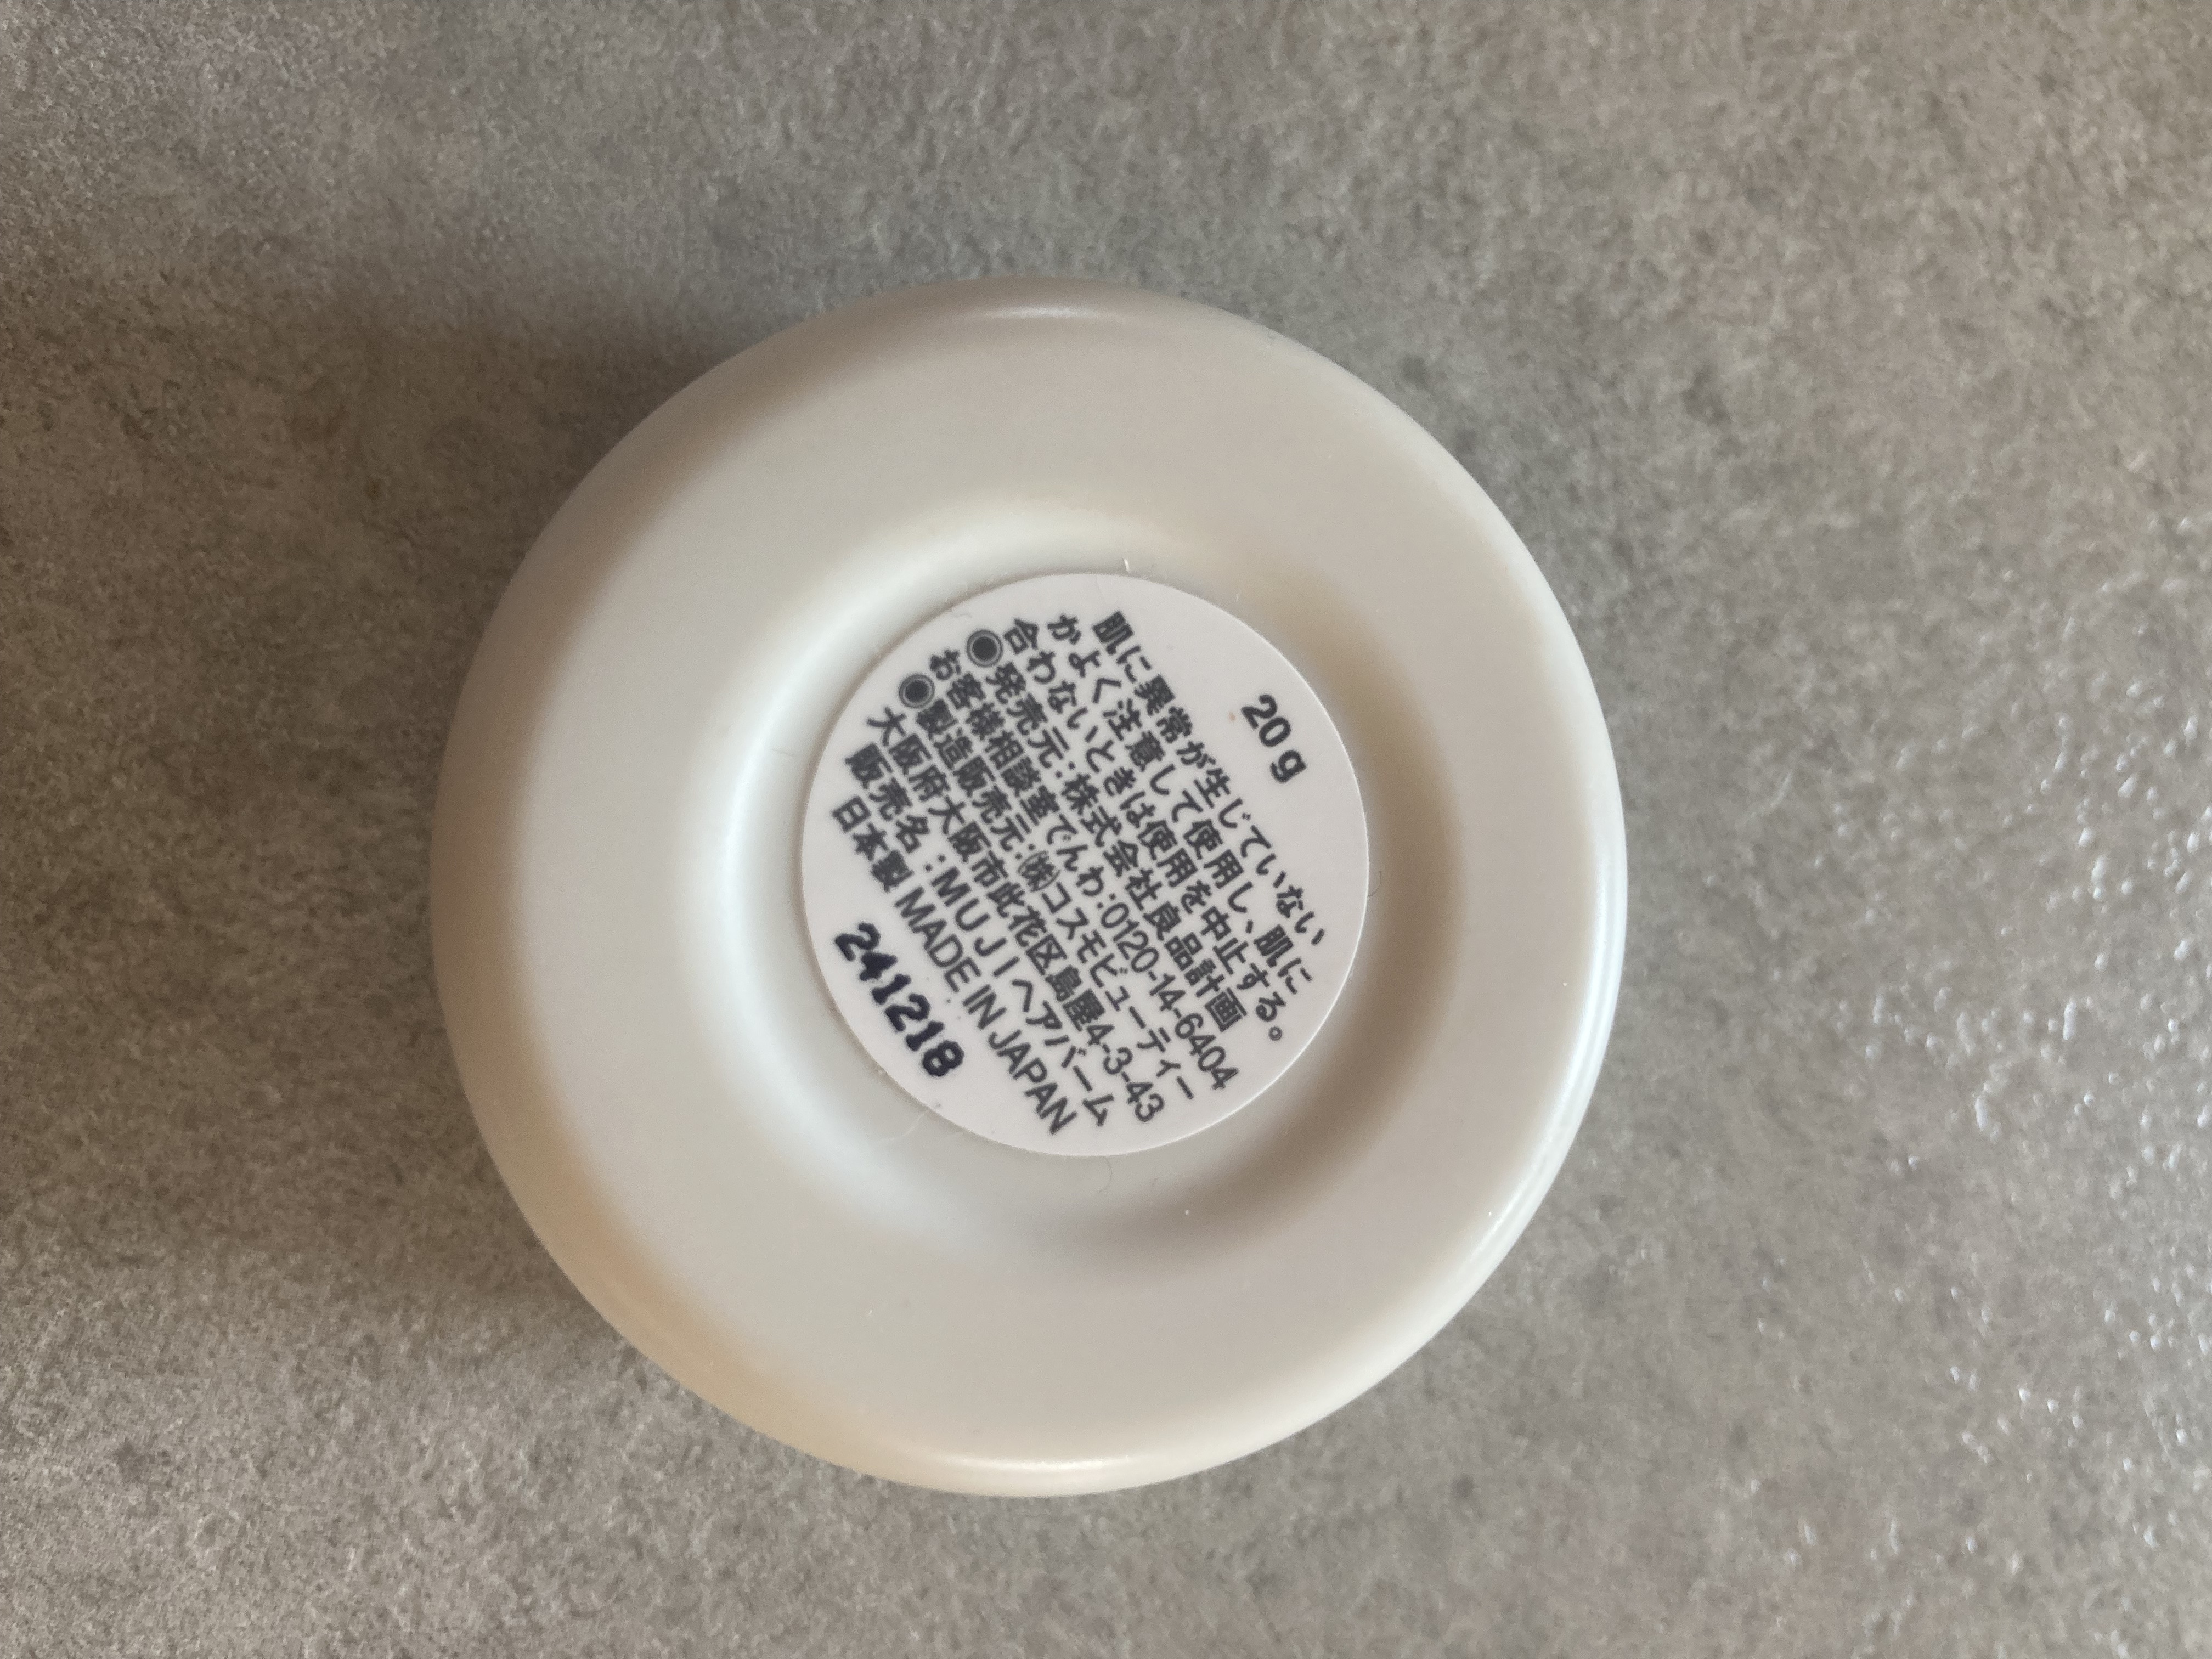 20g
肌に異常が生じていない
かよく注意して使用し、肌に
合わないときは使用を中止する。
◉発売元:株式会社良品計画
お客様相談室でんわ:0120-14-6404
◉製造販売元:㈱コスモビューティー
大阪府大阪市此花区島屋4-3-43
販売名:MUJIヘアバーム
日本製 MADE IN JAPAN
241218